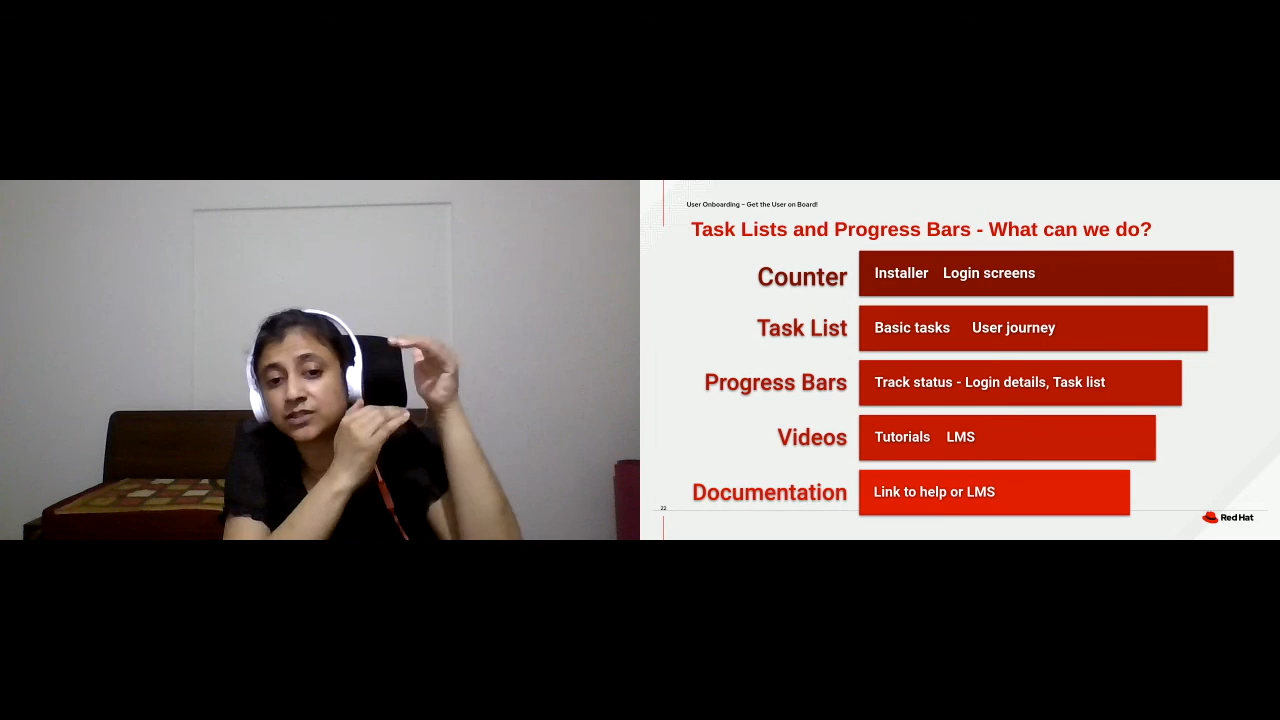 User Onboarding – Get the User on Board!
Task Lists and Progress Bars - What can we do?
Counter Installer Login screens
Task List Basic tasks User journey
Progress Bars Track status - Login details, Task list
Videos Tutorials LMS
Documentation Link to help or LMS
22
Red Hat